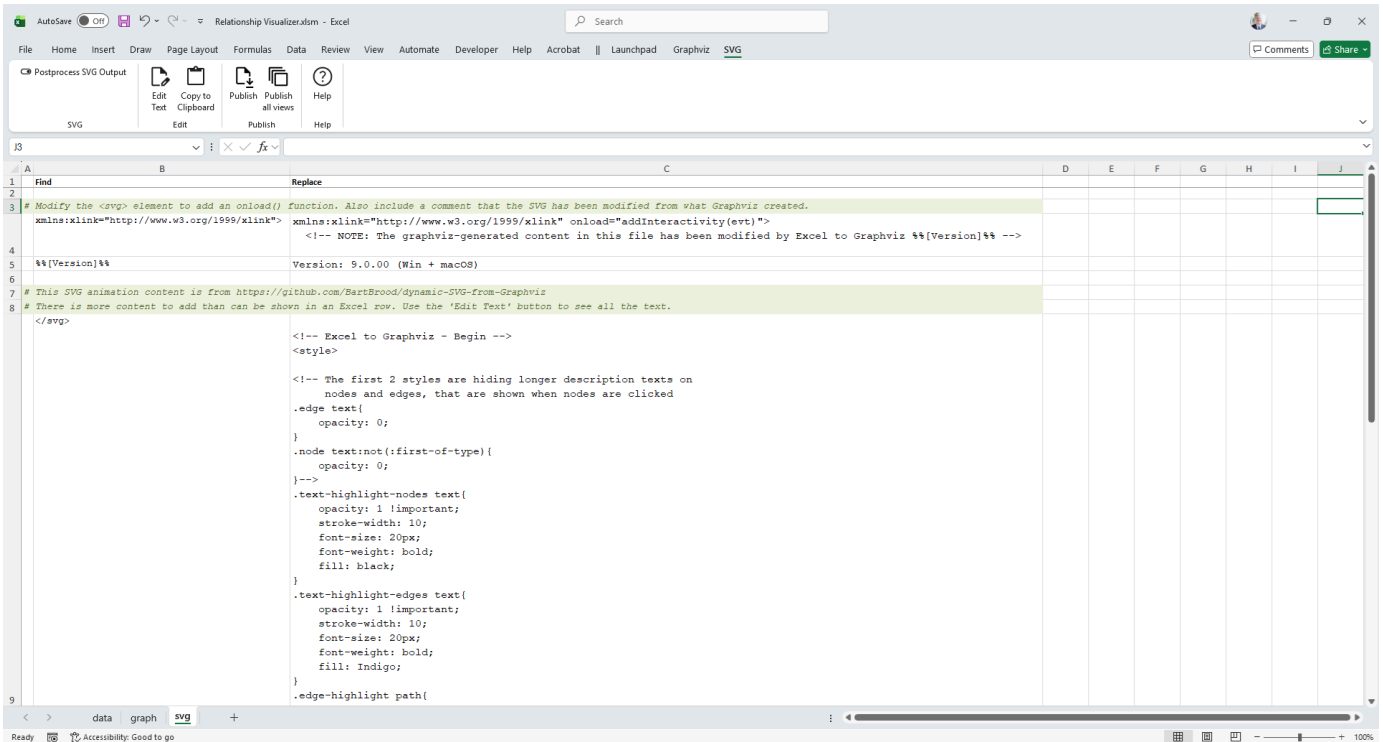 AutoSave Off Relationship Visualizer.xlsm - Excel Search
File Home Insert Draw Page Layout Formulas Data Review View Automate Developer Help Acrobat || Launchpad Graphviz SVG Comments Share
Postprocess SVG Output
Edit Text
Copy to Clipboard
Publish
Publish all views
Help
SVG Edit Publish Help
J3 fx
A B C D E F G H I J
1 Find Replace
2
3 # Modify the <svg> element to add an onload() function. Also include a comment that the SVG has been modified from what Graphviz created.
xmlns:xlink="http://www.w3.org/1999/xlink"> xmlns:xlink="http://www.w3.org/1999/xlink" onload="addInteractivity(evt)">
<!-- NOTE: The graphviz-generated content in this file has been modified by Excel to Graphviz %%[Version]%% -->
4
5 %%[Version]%% Version: 9.0.00 (Win + macOS)
6
7 # This SVG animation content is from https://github.com/BartBrood/dynamic-SVG-from-Graphviz
8 # There is more content to add than can be shown in an Excel row. Use the 'Edit Text' button to see all the text.
</svg>
<!-- Excel to Graphviz - Begin -->
<style>
<!-- The first 2 styles are hiding longer description texts on
nodes and edges, that are shown when nodes are clicked
.edge text{
opacity: 0;
}
.node text:not(:first-of-type){
opacity: 0;
}-->
.text-highlight-nodes text{
opacity: 1 !important;
stroke-width: 10;
font-size: 20px;
font-weight: bold;
fill: black;
}
.text-highlight-edges text{
opacity: 1 !important;
stroke-width: 10;
font-size: 20px;
font-weight: bold;
fill: Indigo;
}
9 .edge-highlight path{
data graph svg
Ready Accessibility: Good to go 100%